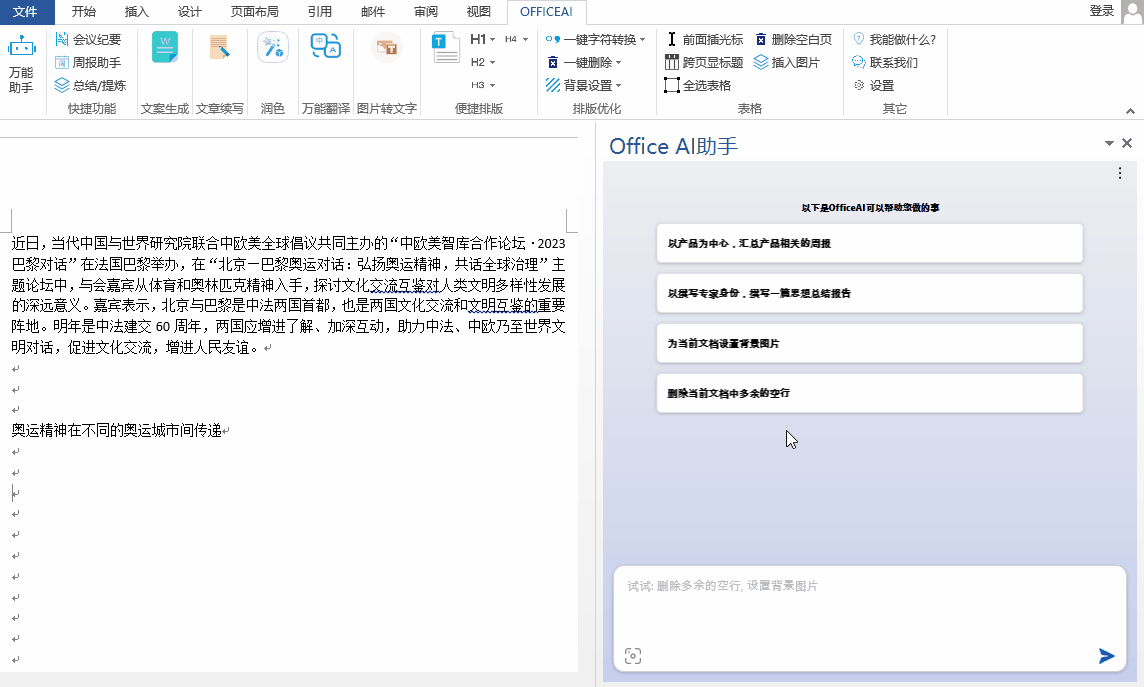 文件 开始 插入 设计 页面布局 引用 邮件 审阅 视图 OFFICEAI 登录
万能助手
会议纪要
周报助手
总结/提炼
快捷功能
文案生成
文章续写
润色
万能翻译
图片转文字
H1 H4
H2
H3
便捷排版
一键字符转换
一键删除
背景设置
排版优化
前面插光标 删除空白页
跨页显标题 插入图片
全选表格
表格
我能做什么?
联系我们
设置
其它
近日，当代中国与世界研究院联合中欧美全球倡议共同主办的“中欧美智库合作论坛·2023
巴黎对话”在法国巴黎举办，在“北京—巴黎奥运对话：弘扬奥运精神，共话全球治理”主
题论坛中，与会嘉宾从体育和奥林匹克精神入手，探讨文化交流互鉴对人类文明多样性发展
的深远意义。嘉宾表示，北京与巴黎是中法两国首都，也是两国文化交流和文明互鉴的重要
阵地。明年是中法建交 60 周年，两国应增进了解、加深互动，助力中法、中欧乃至世界文
明对话，促进文化交流，增进人民友谊。
奥运精神在不同的奥运城市间传递
Office AI助手
以下是OfficeAI可以帮助您做的事
以产品为中心，汇总产品相关的周报
以撰写专家身份，撰写一篇思想总结报告
为当前文档设置背景图片
删除当前文档中多余的空行
试试: 删除多余的空行, 设置背景图片